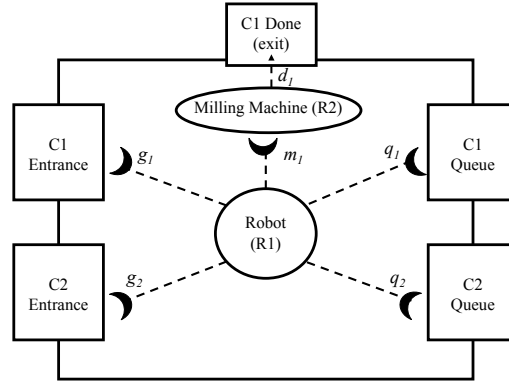 C1 Done
(exit)
d1
Milling Machine (R2)
C1
Entrance
g1
m1
q1
C1
Queue
Robot
(R1)
C2
Entrance
g2
q2
C2
Queue